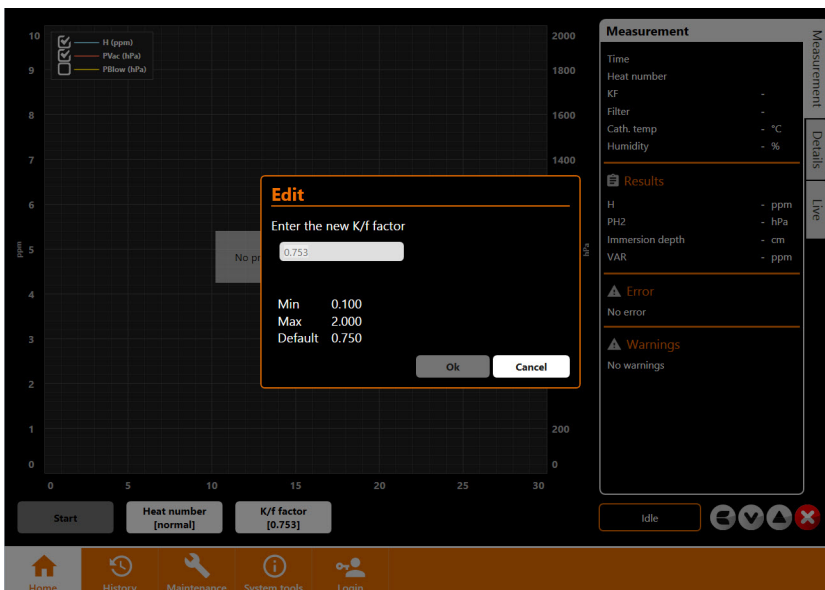 10
9
8
7
6
5
4
3
2
1
0
ppm
H (ppm)
PVac (hPa)
PBlow (hPa)
2000
1800
1600
1400
200
0
hPa
0 5 10 15 20 25 30
No
Edit
Enter the new K/f factor
0.753
Min 0.100
Max 2.000
Default 0.750
Ok
Cancel
Measurement
Time
Heat number
KF -
Filter -
Cath. temp - °C
Humidity - %
Results
H - ppm
PH2 - hPa
Immersion depth - cm
VAR - ppm
Error
No error
Warnings
No warnings
Measurement
Details
Live
Start
Heat number
[normal]
K/f factor
[0.753]
Idle
Home
History
Maintenance
System tools
Login